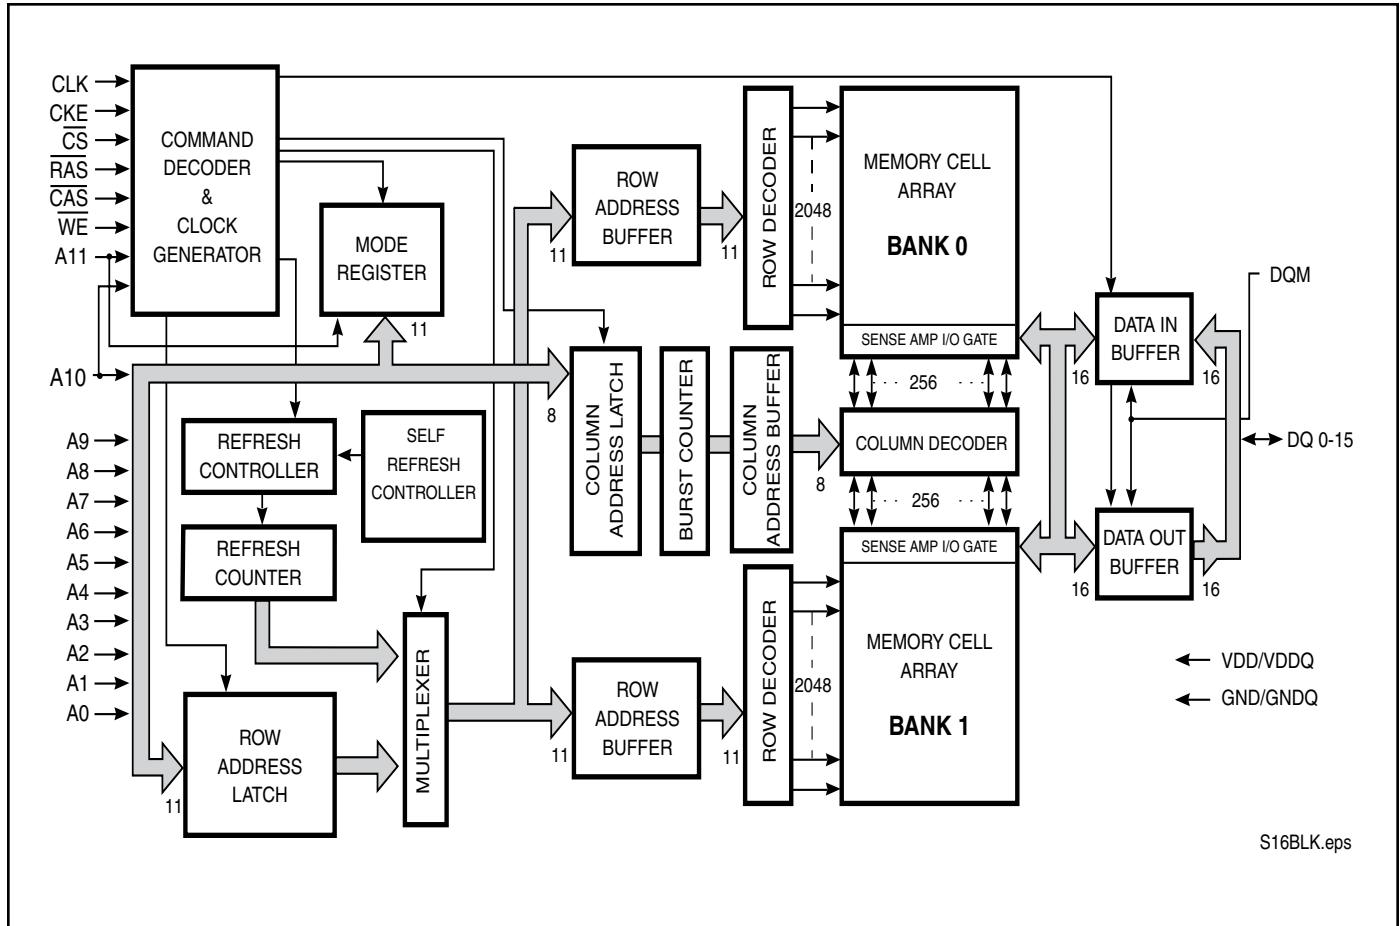 CLK
CKE
C̅S̅
R̅A̅S̅
C̅A̅S̅
W̅E̅
A11
A10
A9
A8
A7
A6
A5
A4
A3
A2
A1
A0
COMMAND
DECODER
&
CLOCK
GENERATOR
MODE
REGISTER
11
REFRESH
CONTROLLER
SELF
REFRESH
CONTROLLER
REFRESH
COUNTER
ROW
ADDRESS
LATCH
11
MULTIPLEXER
ROW
ADDRESS
BUFFER
11
11
ROW DECODER
2048
MEMORY CELL
ARRAY
BANK 0
SENSE AMP I/O GATE
256
8
COLUMN
ADDRESS LATCH
BURST COUNTER
COLUMN
ADDRESS BUFFER
8
COLUMN DECODER
256
SENSE AMP I/O GATE
MEMORY CELL
ARRAY
BANK 1
ROW
ADDRESS
BUFFER
11
11
ROW DECODER
2048
DQM
DATA IN
BUFFER
16
16
DQ 0-15
DATA OUT
BUFFER
16
16
VDD/VDDQ
GND/GNDQ
S16BLK.eps